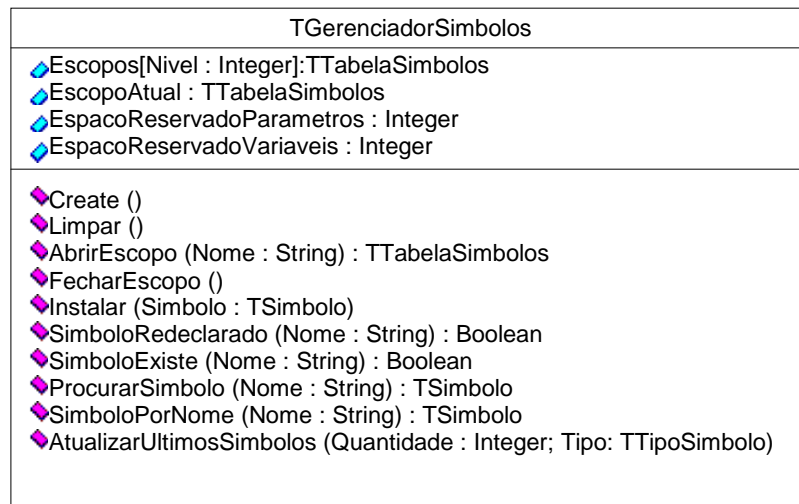 TGerenciadorSimbolos
Escopos[Nivel : Integer]:TTabelaSimbolos
EscopoAtual : TTabelaSimbolos
EspacoReservadoParametros : Integer
EspacoReservadoVariaveis : Integer
Create ()
Limpar ()
AbrirEscopo (Nome : String) : TTabelaSimbolos
FecharEscopo ()
Instalar (Simbolo : TSimbolo)
SimboloRedeclarado (Nome : String) : Boolean
SimboloExiste (Nome : String) : Boolean
ProcurarSimbolo (Nome : String) : TSimbolo
SimboloPorNome (Nome : String) : TSimbolo
AtualizarUltimosSimbolos (Quantidade : Integer; Tipo: TTipoSimbolo)